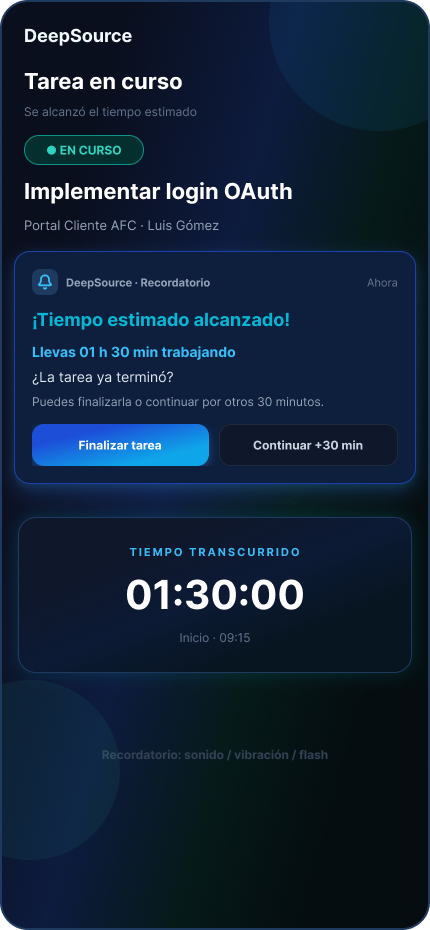 DeepSource
Tarea en curso
Se alcanzó el tiempo estimado
EN CURSO
Implementar login OAuth
Portal Cliente AFC · Luis Gómez
DeepSource · Recordatorio
Ahora
¡Tiempo estimado alcanzado!
Llevas 01 h 30 min trabajando
¿La tarea ya terminó?
Puedes finalizarla o continuar por otros 30 minutos.
Finalizar tarea
Continuar +30 min
TIEMPO TRANSCURRIDO
01:30:00
Inicio · 09:15
Recordatorio: sonido / vibración / flash